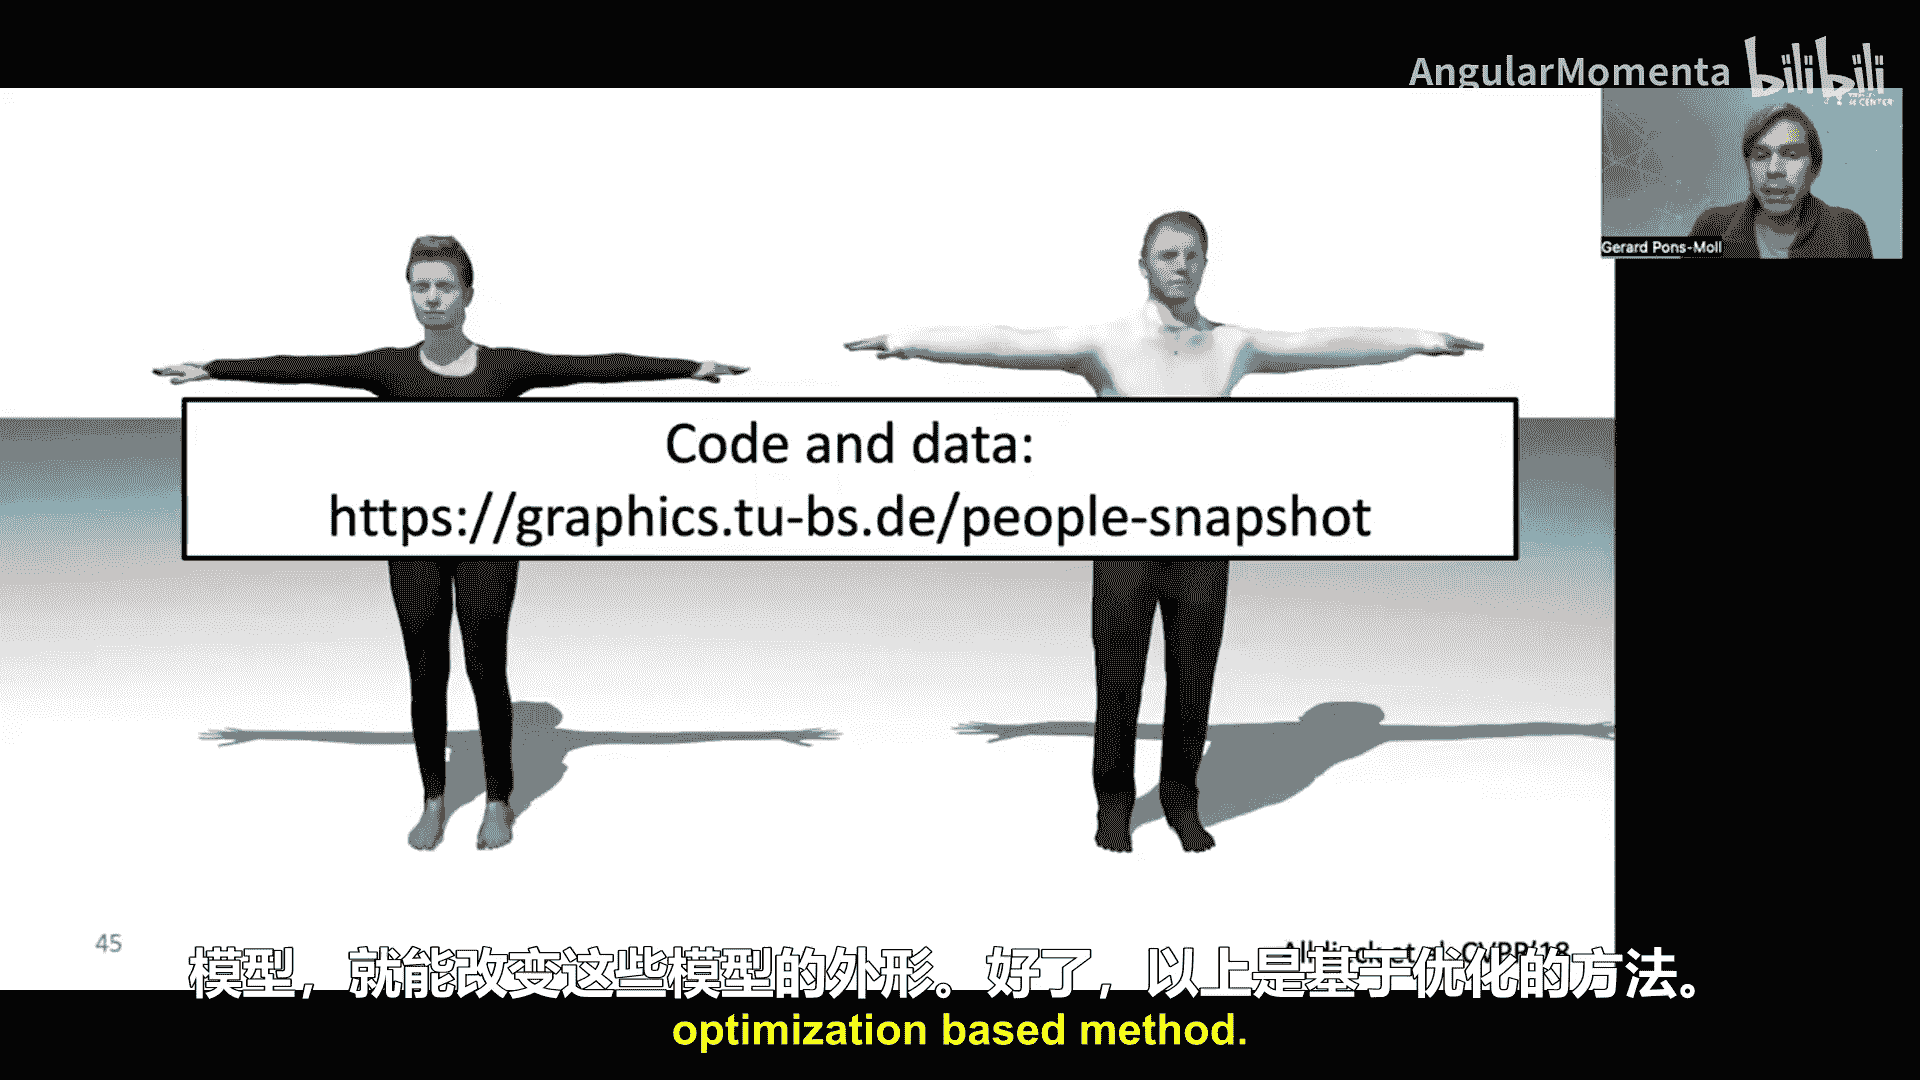 AngularMomenta bilibili
CENTER
Gerard Pons-Moll
Code and data:
https://graphics.tu-bs.de/people-snapshot
45
模型，就能改变这些模型的外形。好了，以上是基于优化的方法。
optimization based method.